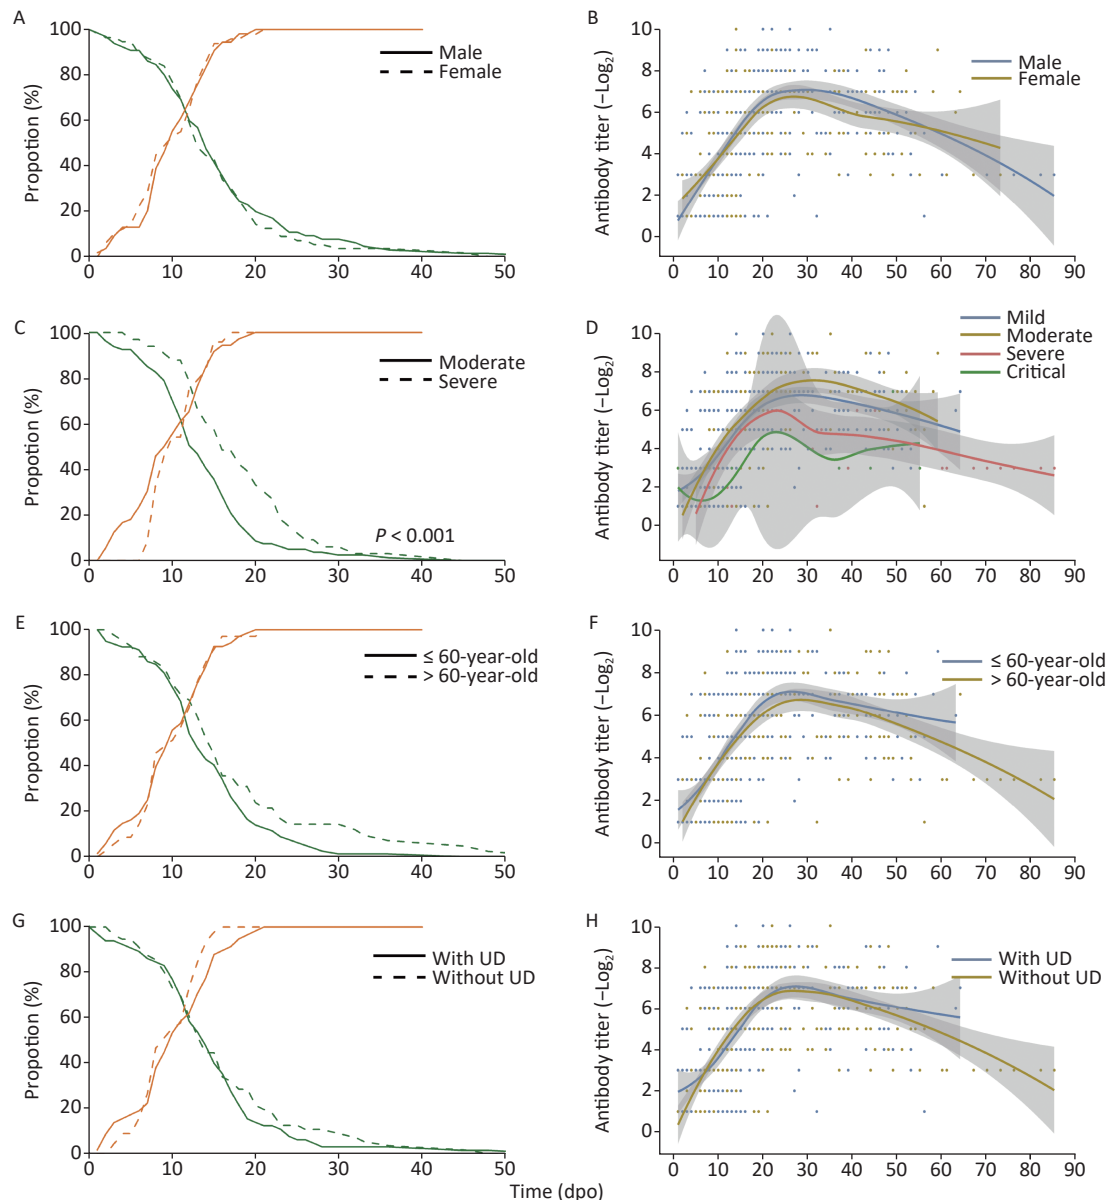 A
Propotion (%)
100
80
60
40
20
0
Male
Female
0 10 20 30 40 50
B
Antibody titer (−Log2)
10
8
6
4
2
0
Male
Female
0 10 20 30 40 50 60 70 80 90
C
Propotion (%)
100
80
60
40
20
0
Moderate
Severe
P < 0.001
0 10 20 30 40 50
D
Antibody titer (−Log2)
10
8
6
4
2
0
Mild
Moderate
Severe
Critical
0 10 20 30 40 50 60 70 80 90
E
Propotion (%)
100
80
60
40
20
0
≤ 60-year-old
> 60-year-old
0 10 20 30 40 50
F
Antibody titer (−Log2)
10
8
6
4
2
0
≤ 60-year-old
> 60-year-old
0 10 20 30 40 50 60 70 80 90
G
Propotion (%)
100
80
60
40
20
0
With UD
Without UD
0 10 20 30 40 50
H
Antibody titer (−Log2)
10
8
6
4
2
0
With UD
Without UD
0 10 20 30 40 50 60 70 80 90
Time (dpo)